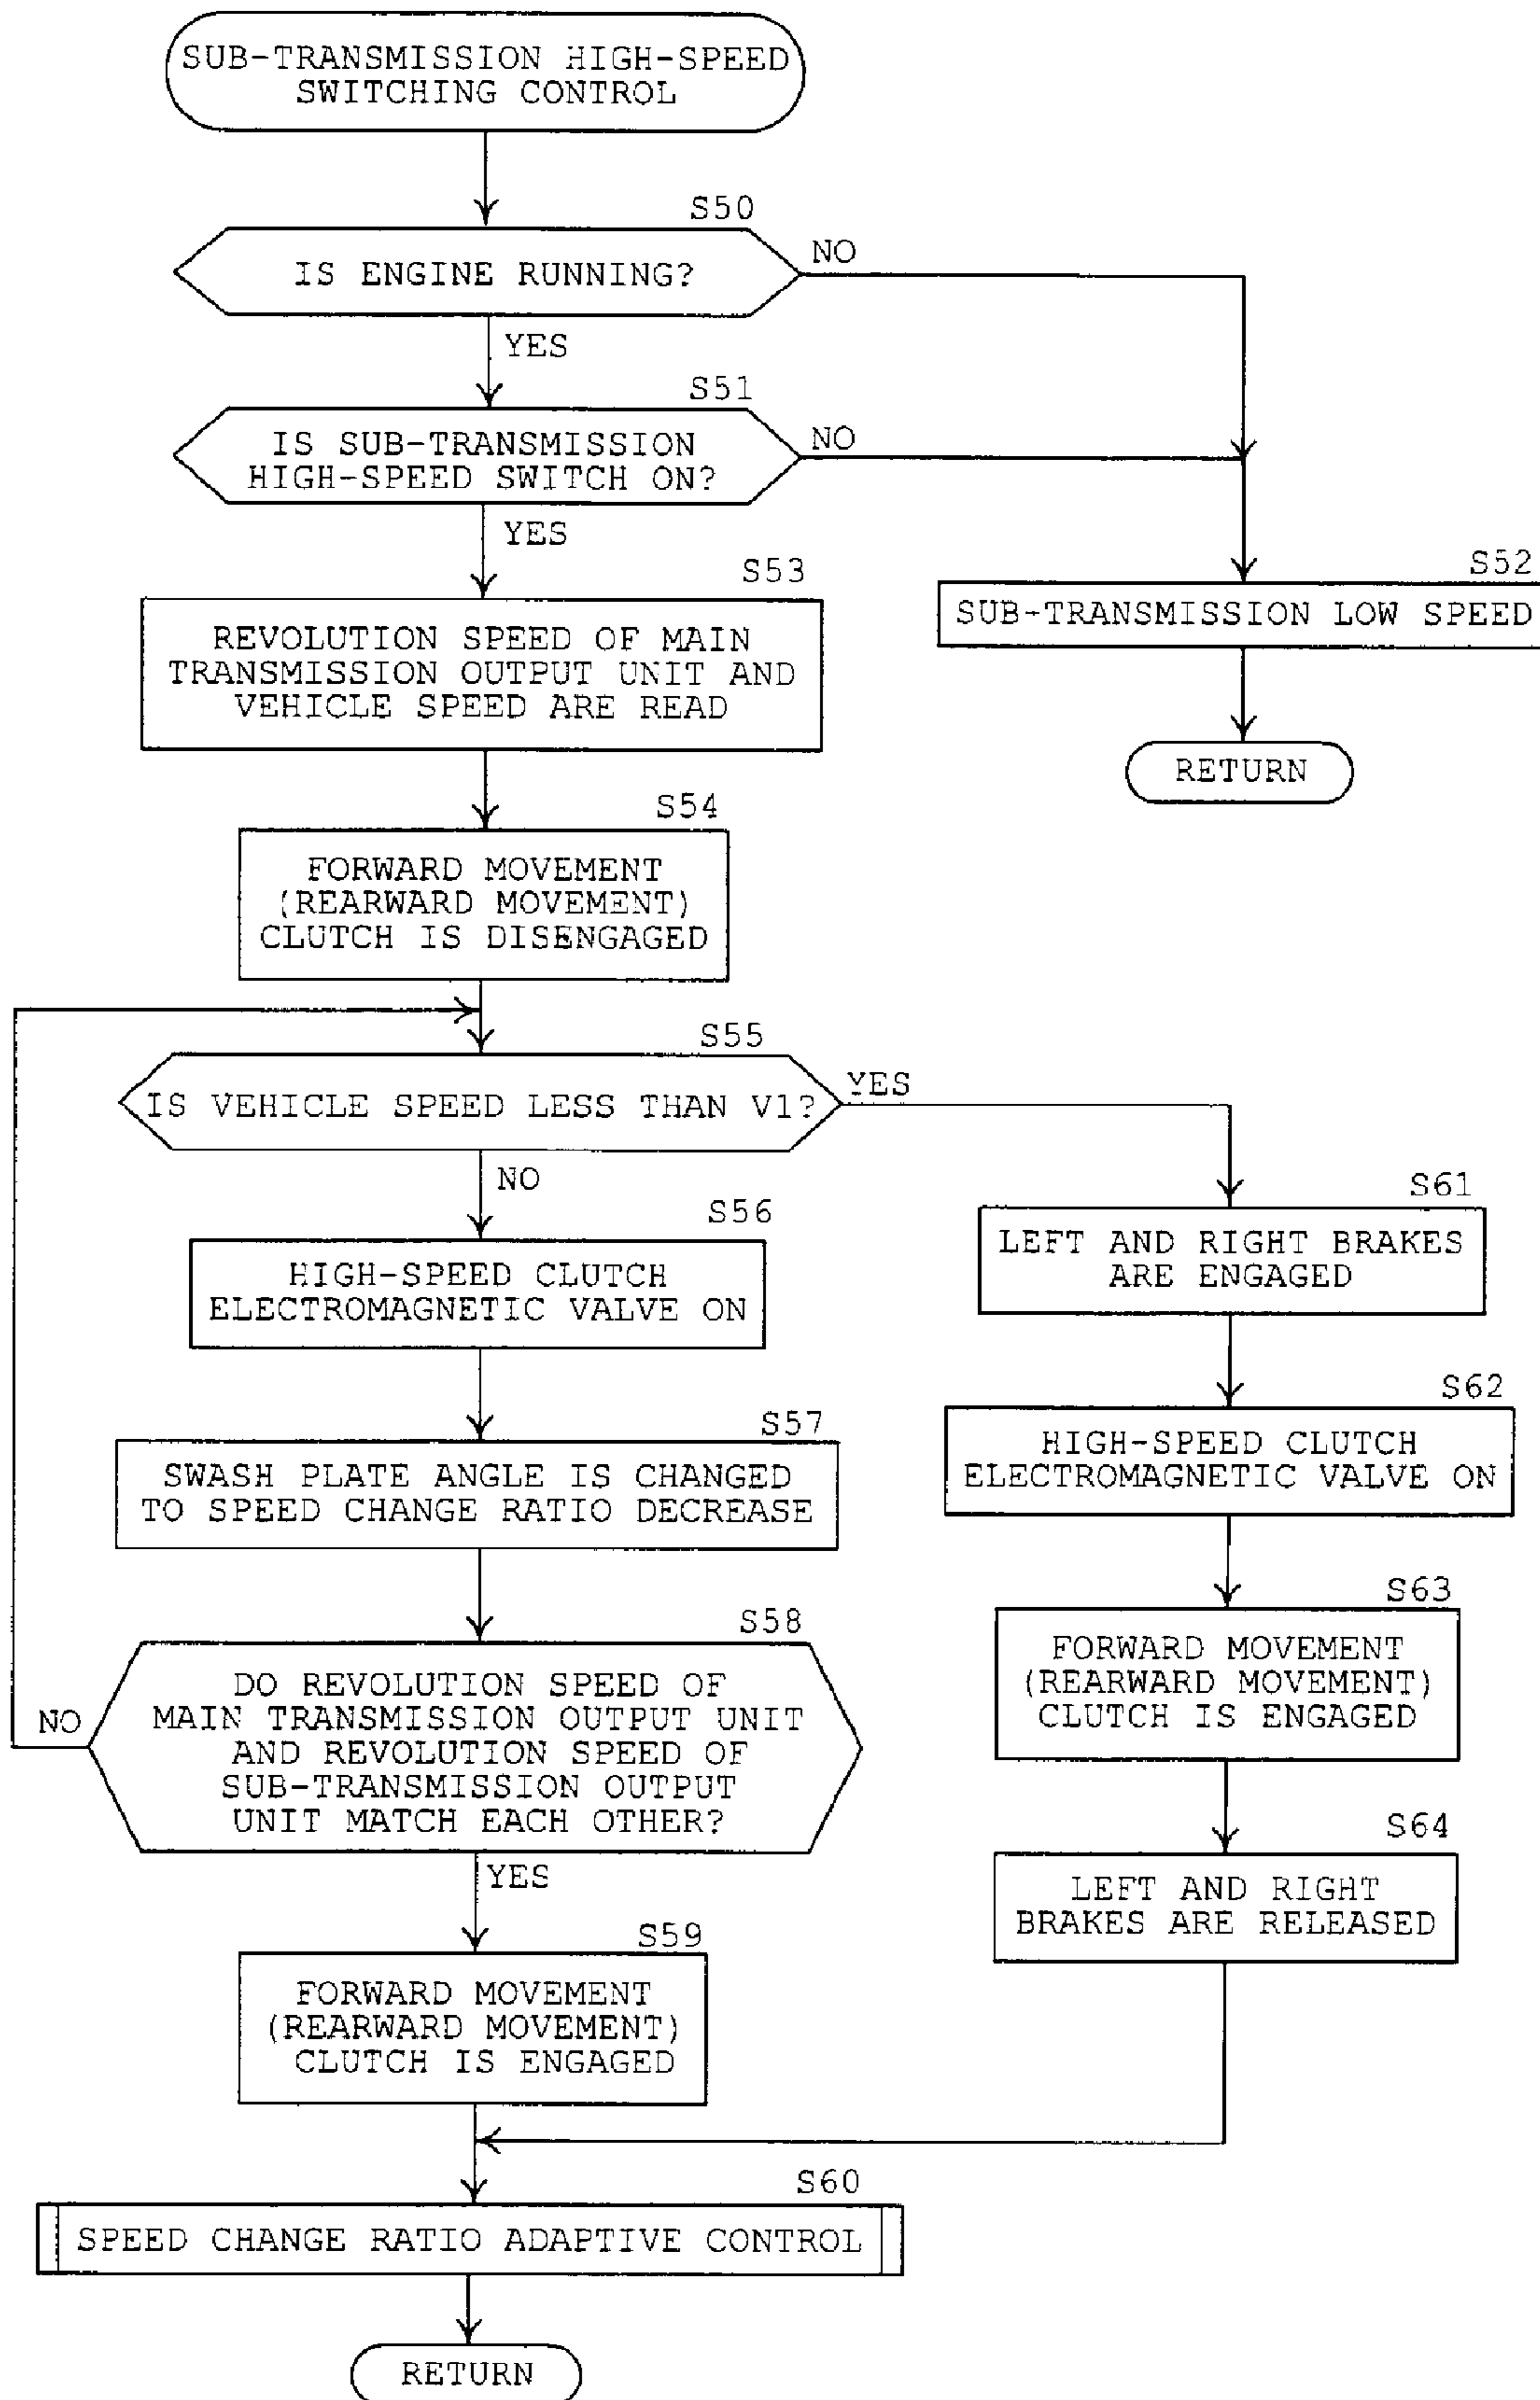 SUB-TRANSMISSION HIGH-SPEED
SWITCHING CONTROL
S50
IS ENGINE RUNNING?
NO
YES
S51
IS SUB-TRANSMISSION
HIGH-SPEED SWITCH ON?
NO
YES
S52
SUB-TRANSMISSION LOW SPEED
RETURN
S53
REVOLUTION SPEED OF MAIN
TRANSMISSION OUTPUT UNIT AND
VEHICLE SPEED ARE READ
S54
FORWARD MOVEMENT
(REARWARD MOVEMENT)
CLUTCH IS DISENGAGED
S55
IS VEHICLE SPEED LESS THAN V1?
YES
NO
S56
HIGH-SPEED CLUTCH
ELECTROMAGNETIC VALVE ON
S57
SWASH PLATE ANGLE IS CHANGED
TO SPEED CHANGE RATIO DECREASE
S58
DO REVOLUTION SPEED OF
MAIN TRANSMISSION OUTPUT UNIT
AND REVOLUTION SPEED OF
SUB-TRANSMISSION OUTPUT
UNIT MATCH EACH OTHER?
NO
YES
S59
FORWARD MOVEMENT
(REARWARD MOVEMENT)
CLUTCH IS ENGAGED
S61
LEFT AND RIGHT BRAKES
ARE ENGAGED
S62
HIGH-SPEED CLUTCH
ELECTROMAGNETIC VALVE ON
S63
FORWARD MOVEMENT
(REARWARD MOVEMENT)
CLUTCH IS ENGAGED
S64
LEFT AND RIGHT
BRAKES ARE RELEASED
S60
SPEED CHANGE RATIO ADAPTIVE CONTROL
RETURN